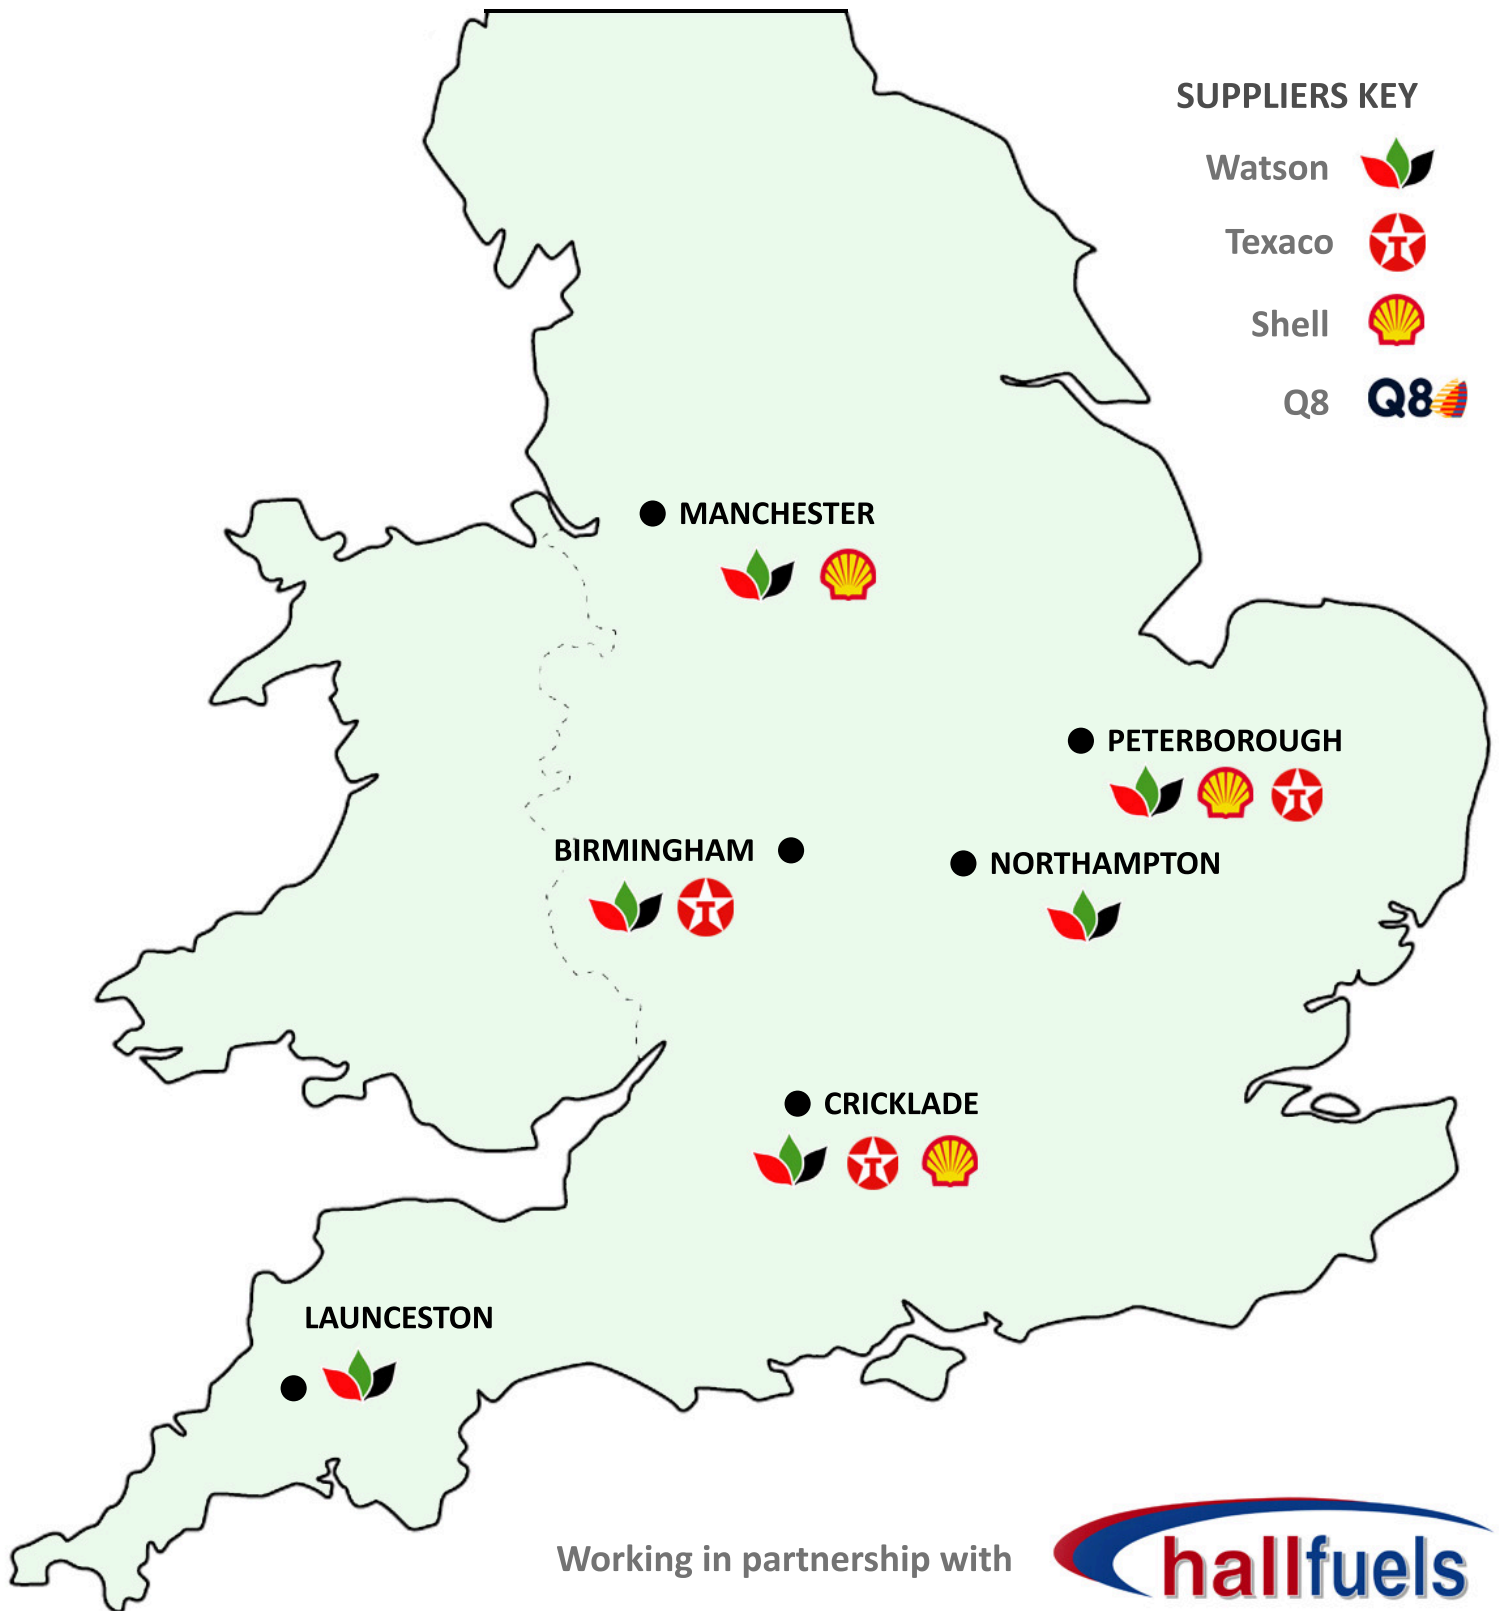 SUPPLIERS KEY
Watson
Texaco
T
Shell
Q8 Q8
MANCHESTER
PETERBOROUGH
T
BIRMINGHAM
NORTHAMPTON
T
CRICKLADE
T
LAUNCESTON
Working in partnership with hallfuels